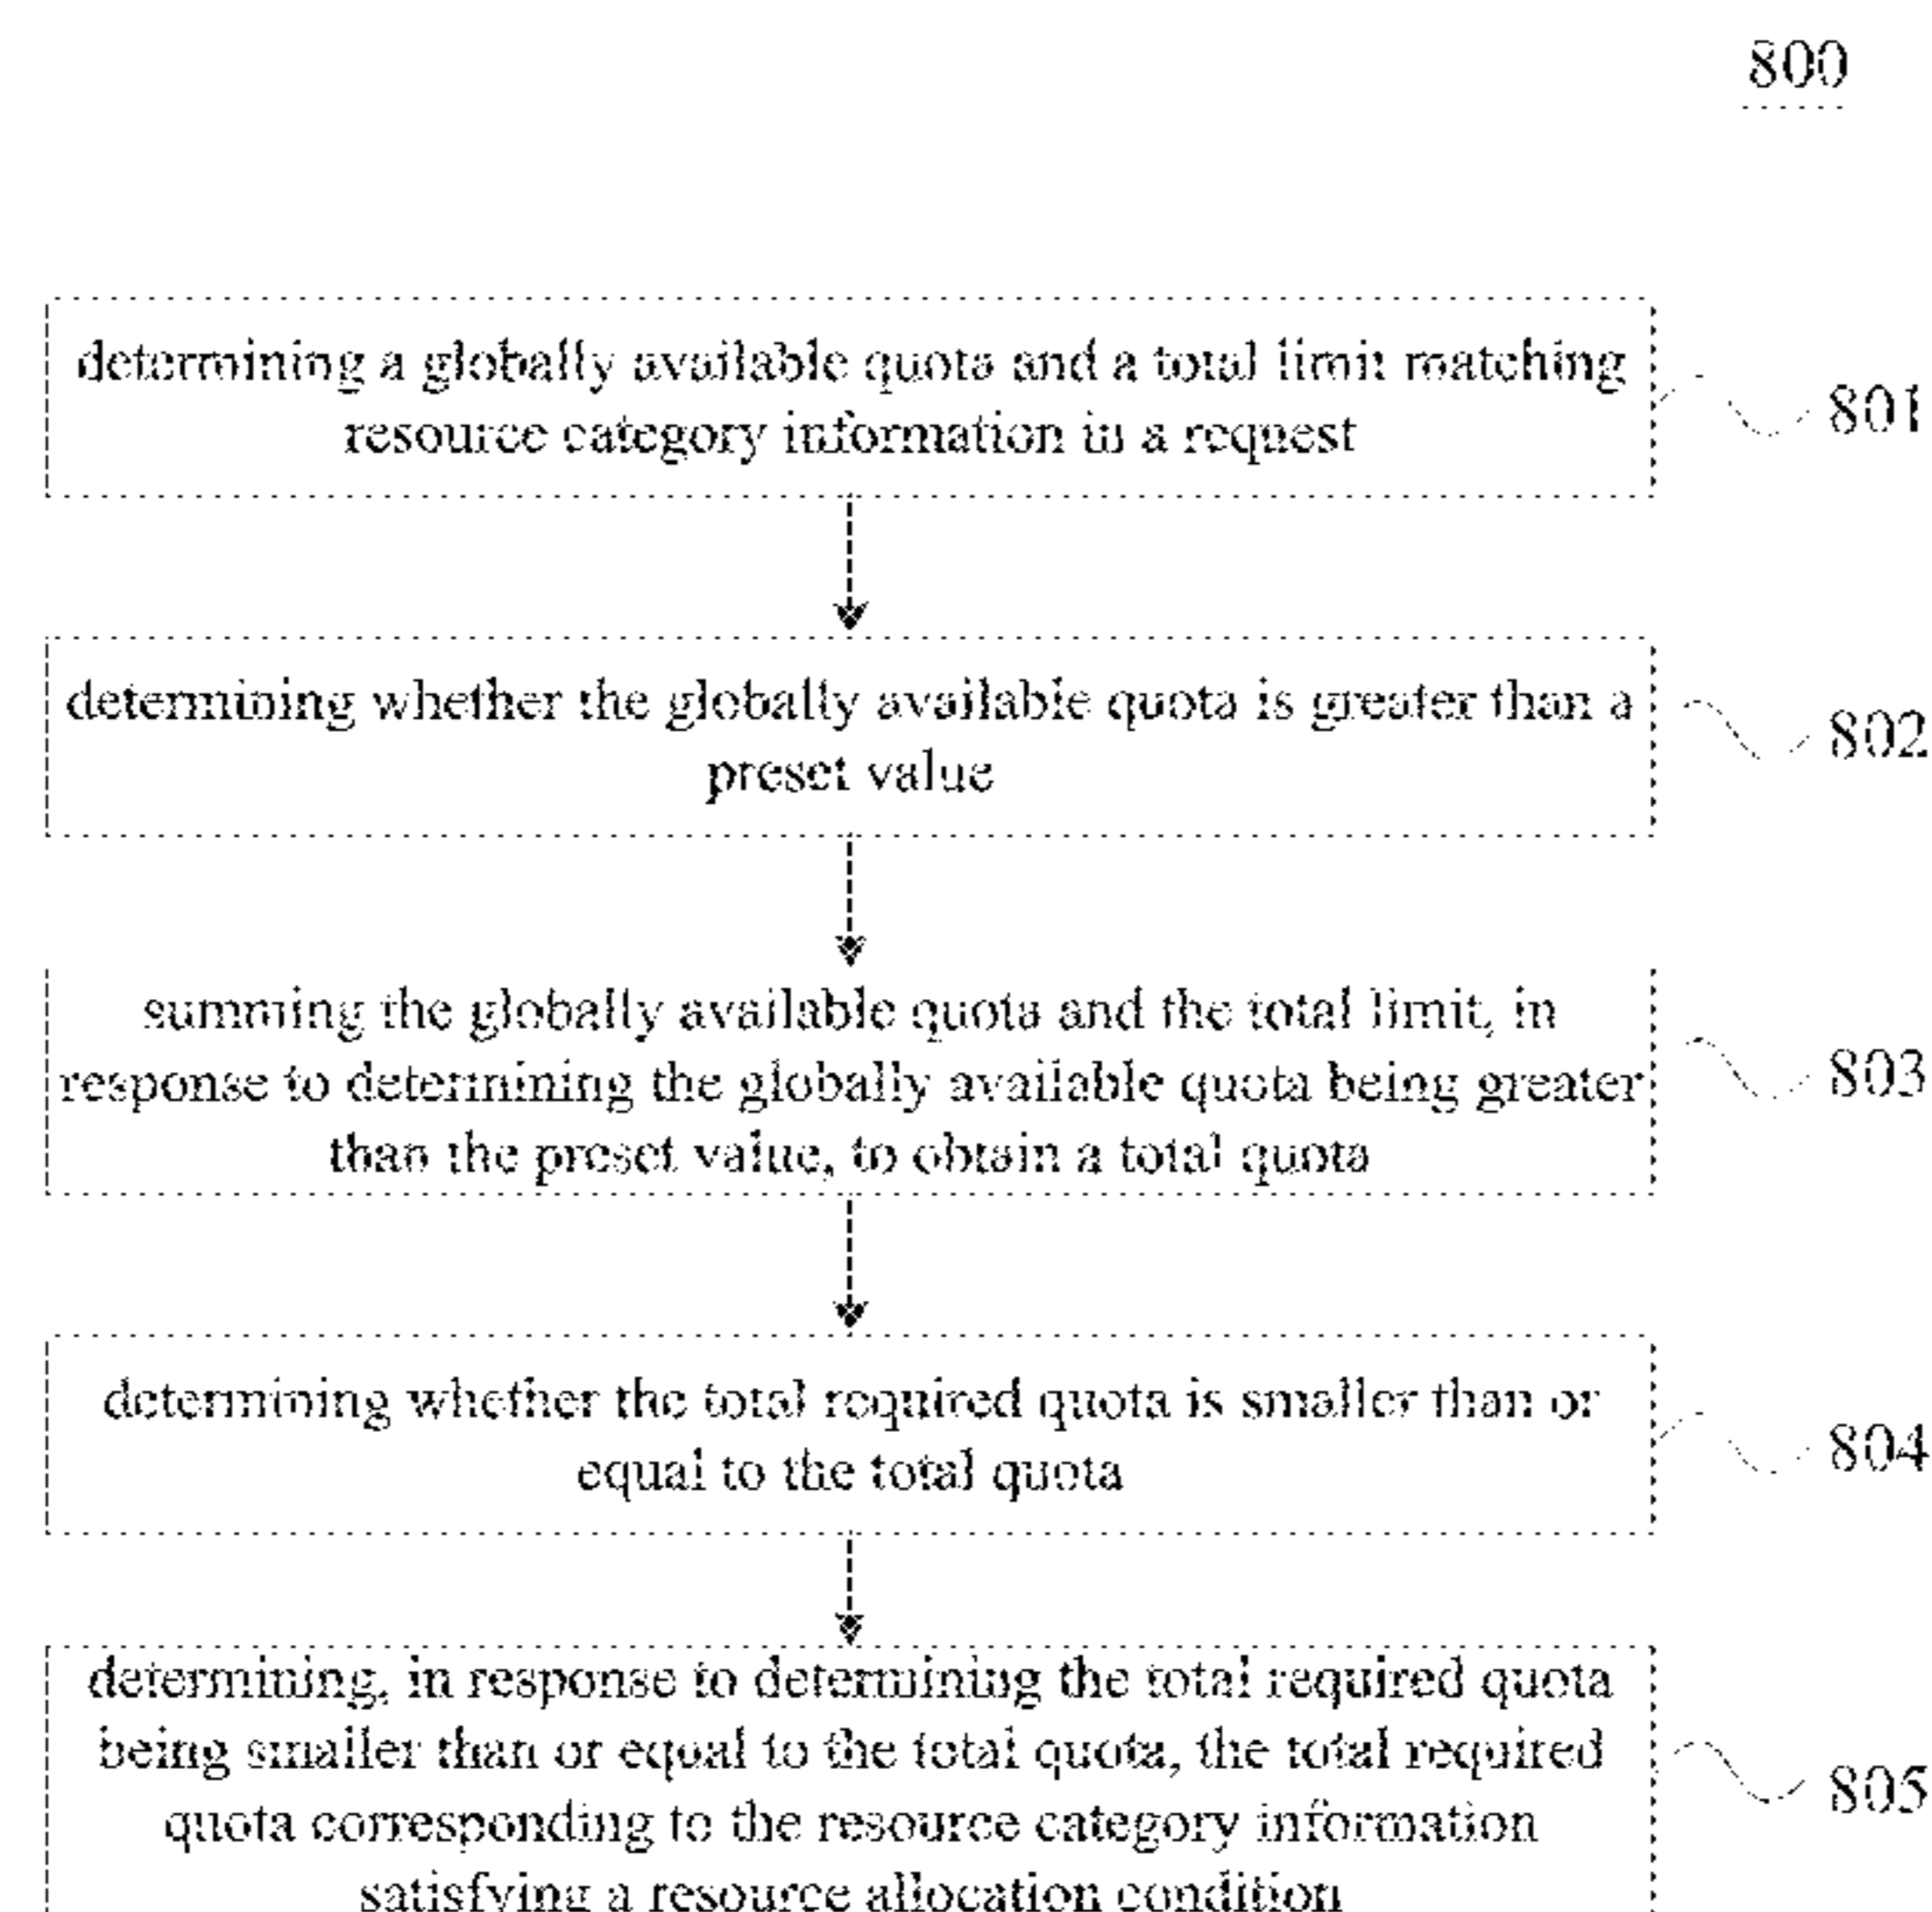 800
determining a globally available quota and a total limit matching
resource category information in a request
801
determining whether the globally available quota is greater than a
preset value
802
summing the globally available quota and the total limit, in
response to determining the globally available quota being greater
than the preset value, to obtain a total quota
803
determining whether the total required quota is smaller than or
equal to the total quota
804
determining, in response to determining the total required quota
being smaller than or equal to the total quota, the total required
quota corresponding to the resource category information
satisfying a resource allocation condition
805